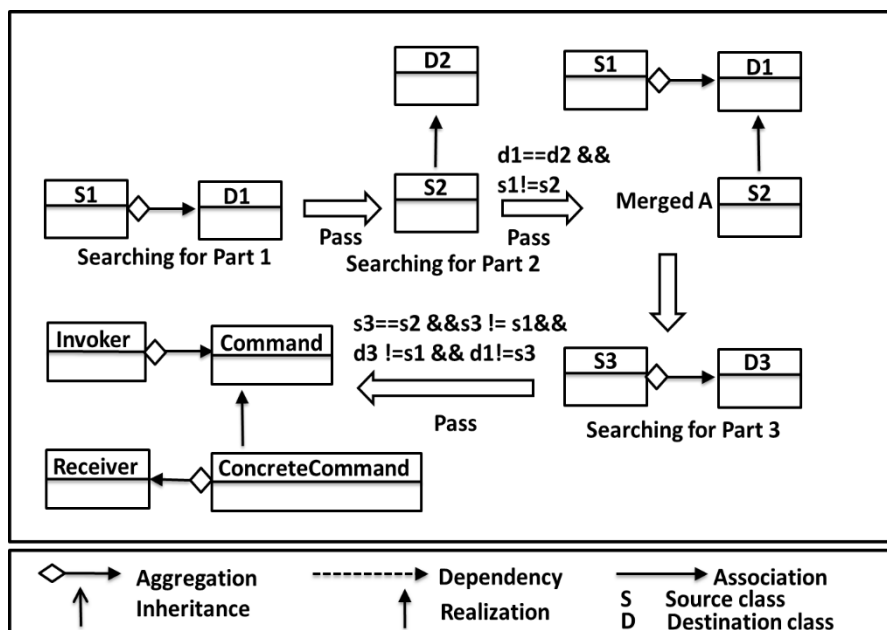 D2
S1
D1
d1==d2 &&
s1!=s2
S1
D1
S2
Merged A
S2
Pass
Pass
Searching for Part 1
Searching for Part 2
s3==s2 &&s3 != s1&&
d3 !=s1 && d1!=s3
Invoker
Command
S3
D3
Pass
Searching for Part 3
Receiver
ConcreteCommand
Aggregation
Dependency
Association
Inheritance
Realization
S Source class
D Destination class